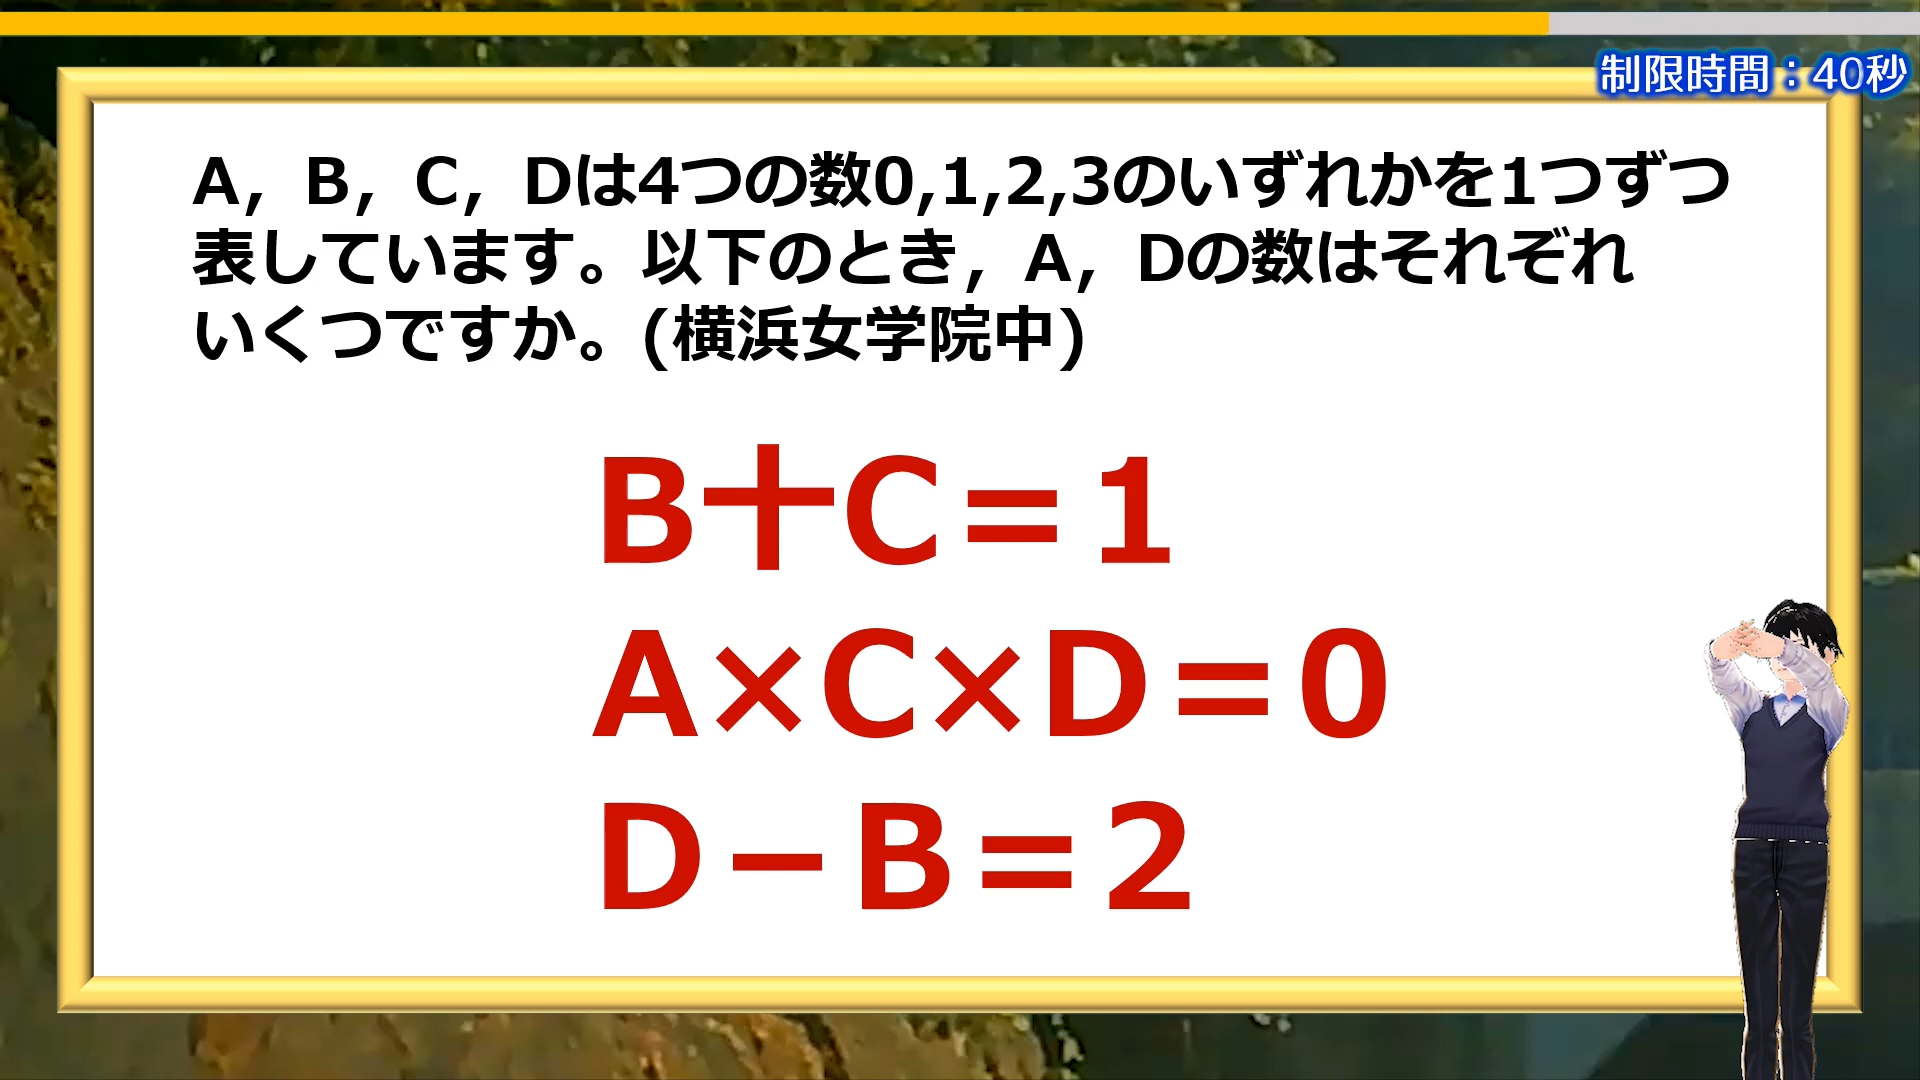 制限時間：40秒
A，B，C，Dは4つの数0,1,2,3のいずれかを1つずつ
表しています。以下のとき，A，Dの数はそれぞれ
いくつですか。(横浜女学院中)
B＋C＝1
A×C×D＝0
D－B＝2